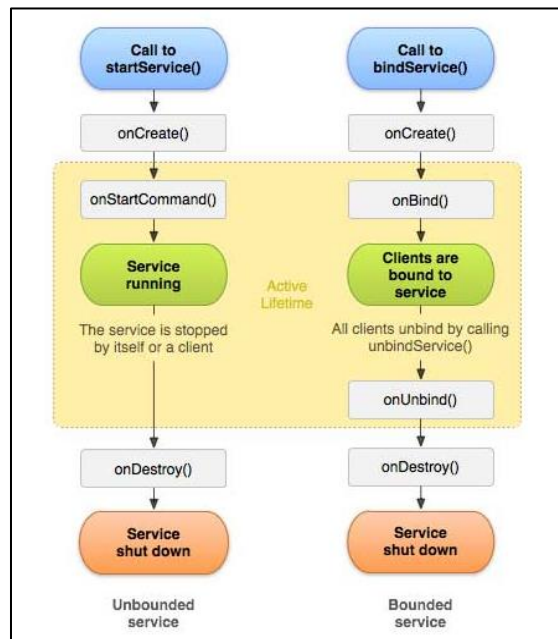 Call to
startService()
onCreate()
onStartCommand()
Service
running
The service is stopped
by itself or a client
onDestroy()
Service
shut down
Unbounded
service
Active
Lifetime
Call to
bindService()
onCreate()
onBind()
Clients are
bound to
service
All clients unbind by calling
unbindService()
onUnbind()
onDestroy()
Service
shut down
Bounded
service